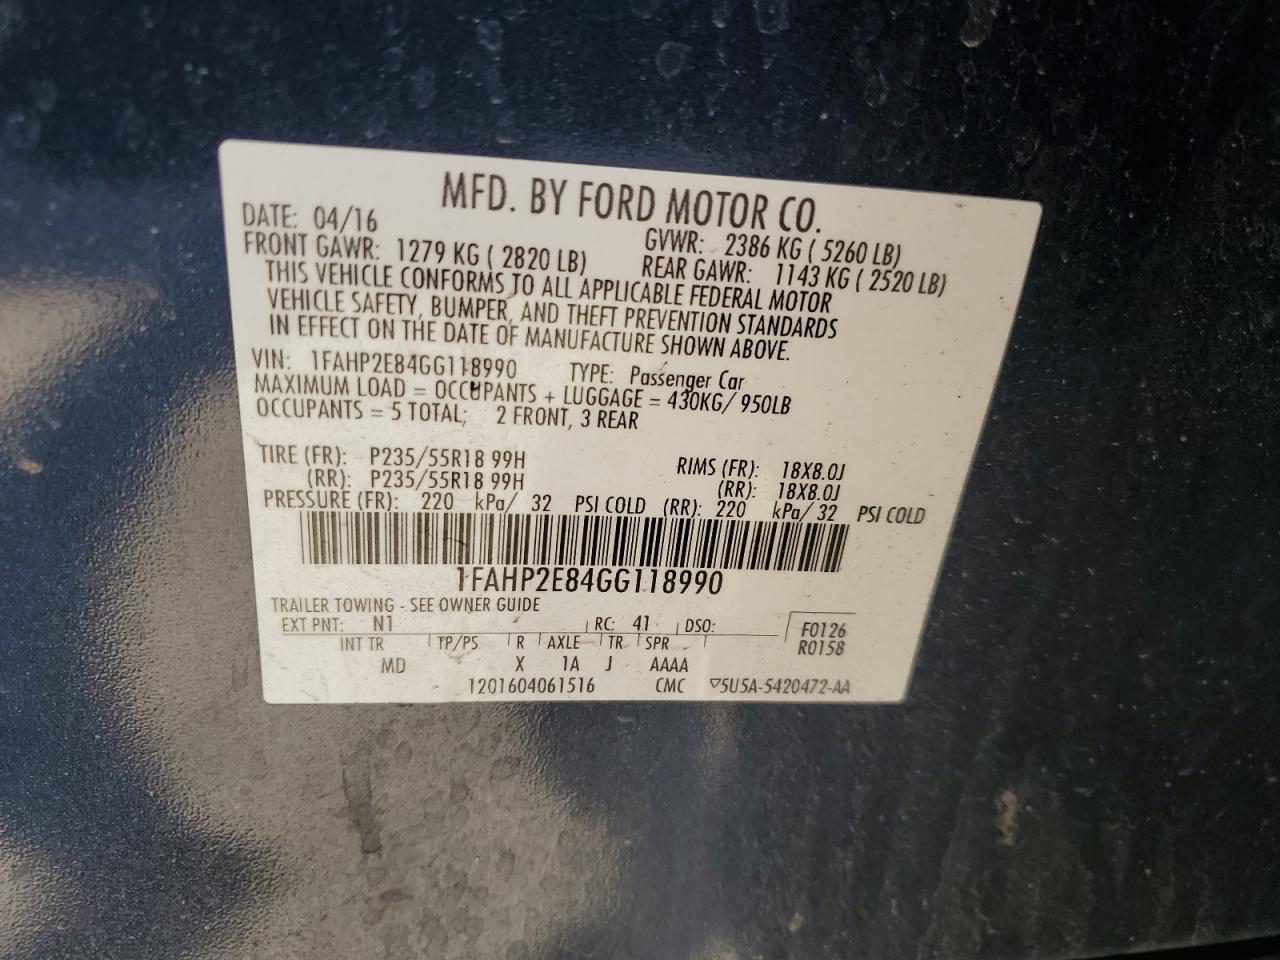 MFD. BY FORD MOTOR CO.
DATE: 04/16 GVWR: 2386 KG ( 5260 LB)
FRONT GAWR: 1279 KG ( 2820 LB) REAR GAWR: 1143 KG ( 2520 LB)
THIS VEHICLE CONFORMS TO ALL APPLICABLE FEDERAL MOTOR
VEHICLE SAFETY, BUMPER, AND THEFT PREVENTION STANDARDS
IN EFFECT ON THE DATE OF MANUFACTURE SHOWN ABOVE.
VIN: 1FAHP2E84GG118990 TYPE: Passenger Car
MAXIMUM LOAD = OCCUPANTS + LUGGAGE = 430KG/ 950LB
OCCUPANTS = 5 TOTAL; 2 FRONT, 3 REAR
TIRE (FR): P235/55R18 99H RIMS (FR): 18X8.0J
(RR): P235/55R18 99H (RR): 18X8.0J
PRESSURE (FR): 220 kPa/ 32 PSI COLD (RR): 220 kPa/ 32 PSI COLD
1FAHP2E84GG118990
TRAILER TOWING - SEE OWNER GUIDE
EXT PNT: N1 RC: 41 DSO: F0126
INT TR TP/PS R AXLE TR SPR R0158
MD X 1A J AAAA
1201604061516 CMC ▽5U5A-5420472-AA